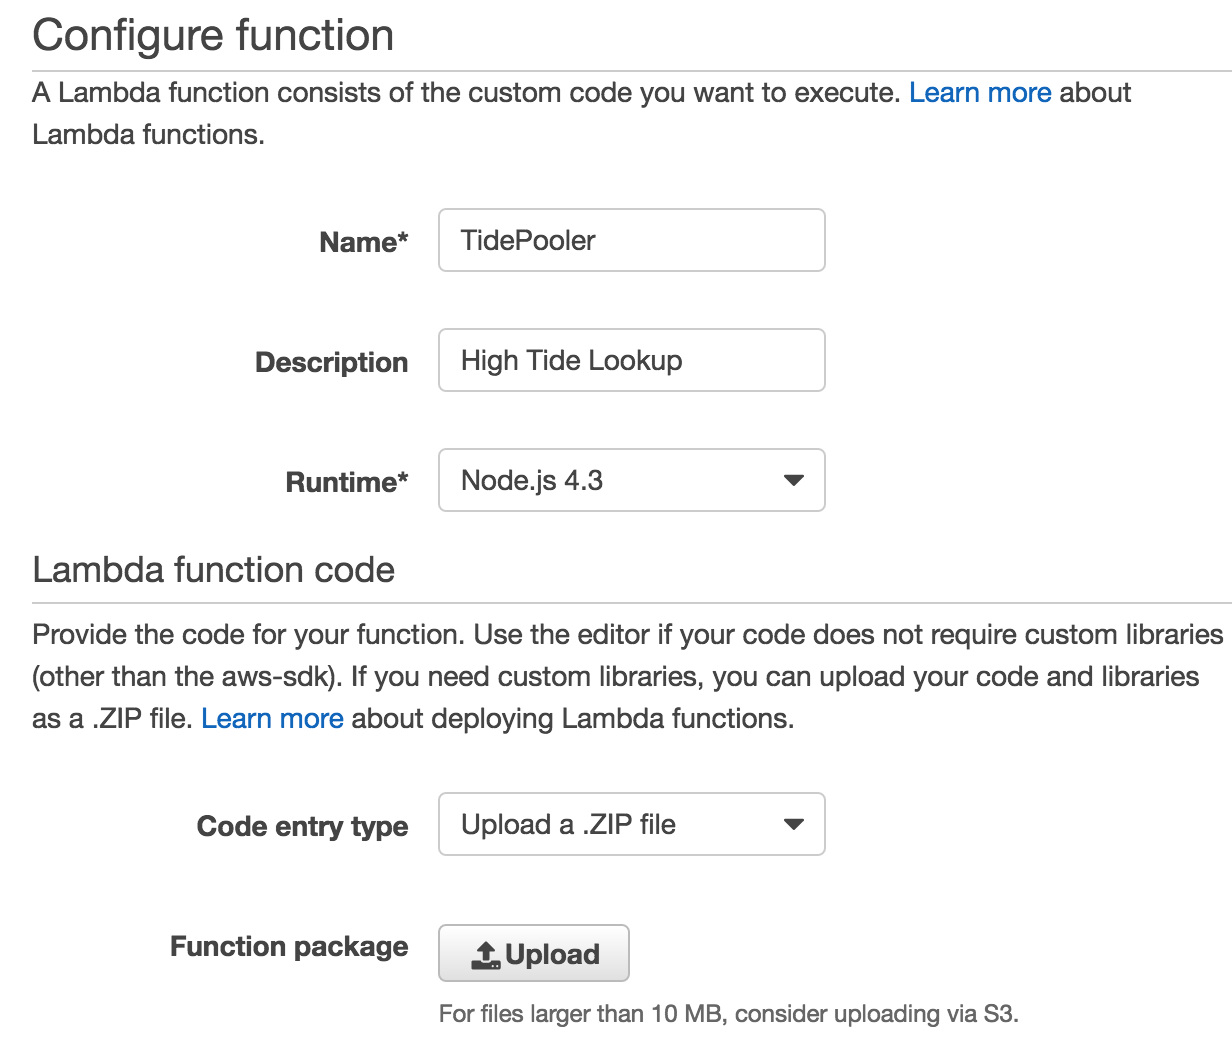 Configure function
A Lambda function consists of the custom code you want to execute. Learn more about
Lambda functions.
Name* TidePooler
Description High Tide Lookup
Runtime* Node.js 4.3
Lambda function code
Provide the code for your function. Use the editor if your code does not require custom libraries
(other than the aws-sdk). If you need custom libraries, you can upload your code and libraries
as a .ZIP file. Learn more about deploying Lambda functions.
Code entry type Upload a .ZIP file
Function package Upload
For files larger than 10 MB, consider uploading via S3.